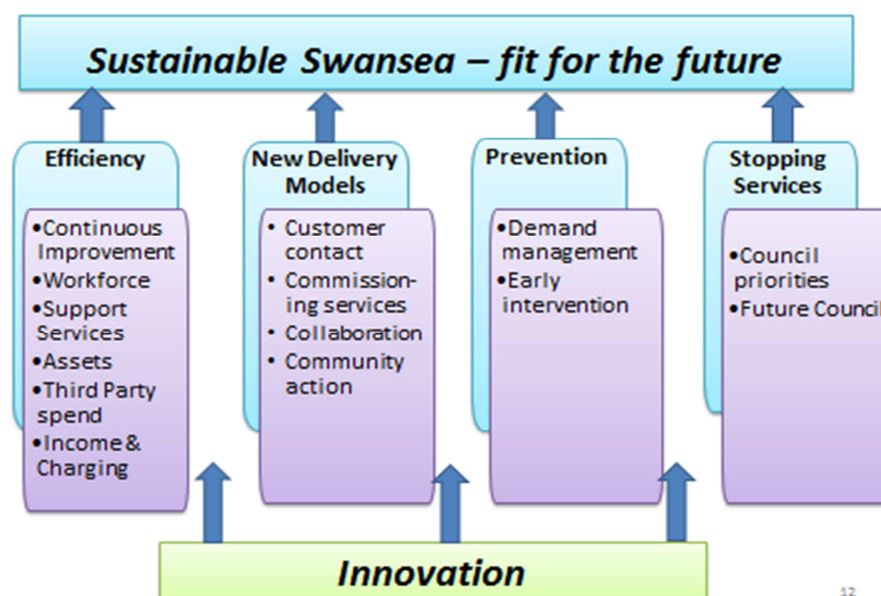 Sustainable Swansea – fit for the future
Efficiency
•Continuous
Improvement
•Workforce
•Support
Services
•Assets
•Third Party
spend
•Income &
Charging
New Delivery
Models
• Customer
contact
• Commission-
ing services
• Collaboration
• Community
action
Prevention
•Demand
management
•Early
intervention
Stopping
Services
•Council
priorities
•Future Council
Innovation
12